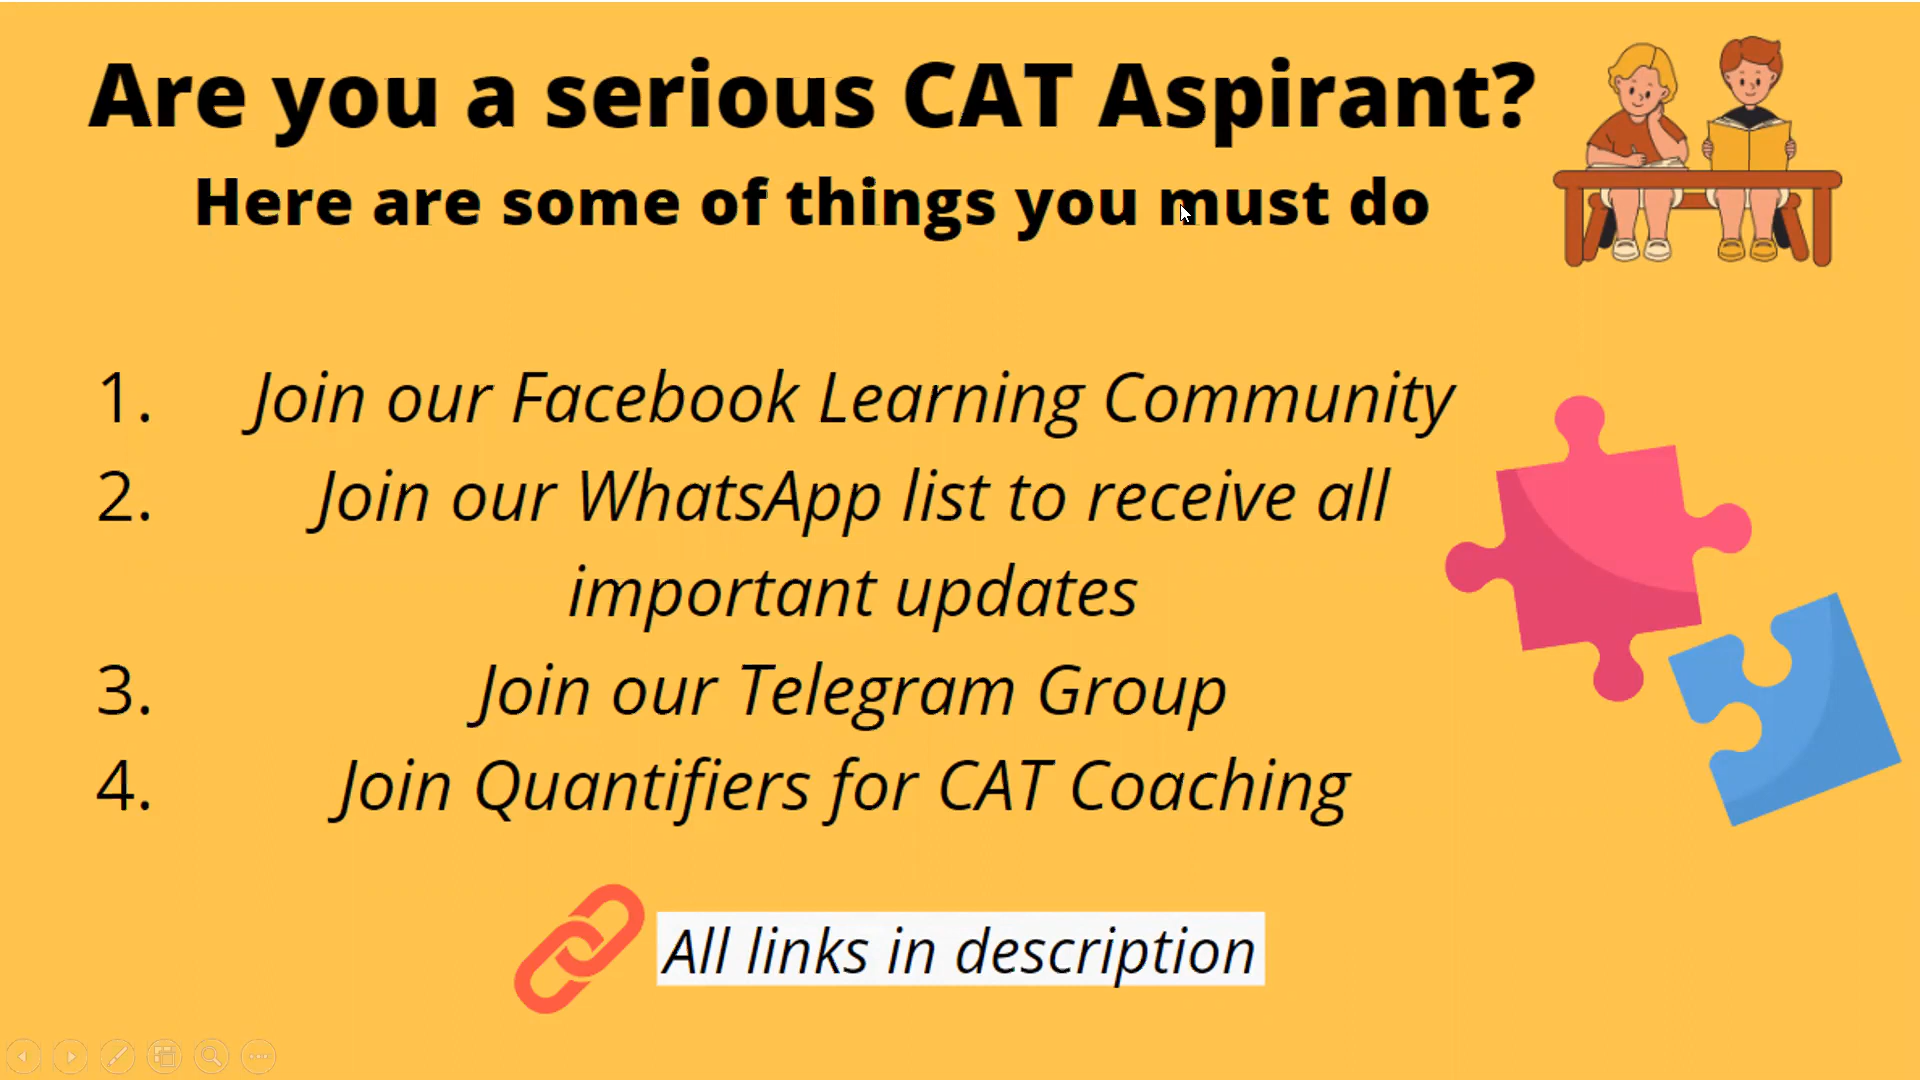 Are you a serious CAT Aspirant?
Here are some of things you must do
1. Join our Facebook Learning Community
2. Join our WhatsApp list to receive all
important updates
3. Join our Telegram Group
4. Join Quantifiers for CAT Coaching
All links in description